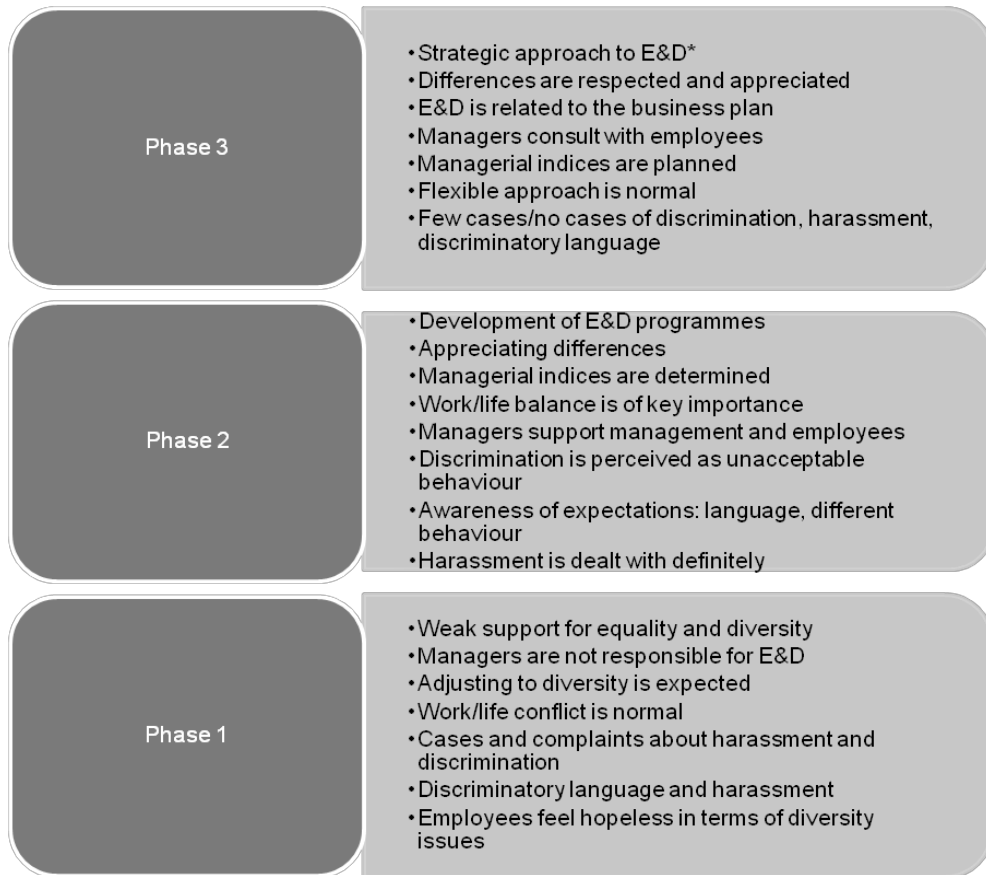 Phase 3
•Strategic approach to E&D*
•Differences are respected and appreciated
•E&D is related to the business plan
•Managers consult with employees
•Managerial indices are planned
•Flexible approach is normal
•Few cases/no cases of discrimination, harassment,
discriminatory language
Phase 2
•Development of E&D programmes
•Appreciating differences
•Managerial indices are determined
•Work/life balance is of key importance
•Managers support management and employees
•Discrimination is perceived as unacceptable
behaviour
•Awareness of expectations: language, different
behaviour
•Harassment is dealt with definitely
Phase 1
•Weak support for equality and diversity
•Managers are not responsible for E&D
•Adjusting to diversity is expected
•Work/life conflict is normal
•Cases and complaints about harassment and
discrimination
•Discriminatory language and harassment
•Employees feel hopeless in terms of diversity
issues